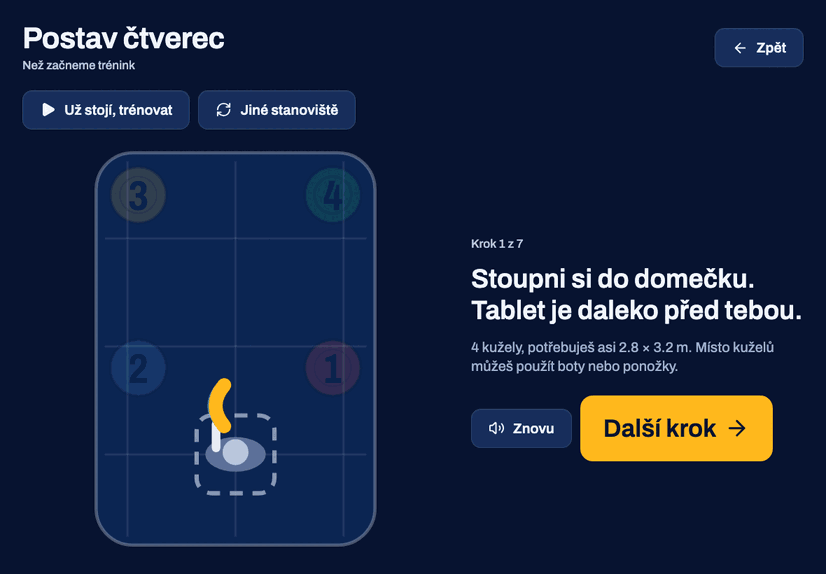 Postav čtverec
Než začneme trénink
Zpět
Už stojí, trénovat
Jiné stanoviště
3
4
2
1
Krok 1 z 7
Stoupni si do domečku.
Tablet je daleko před tebou.
4 kužely, potřebuješ asi 2.8 × 3.2 m. Místo kuželů
můžeš použít boty nebo ponožky.
Znovu
Další krok